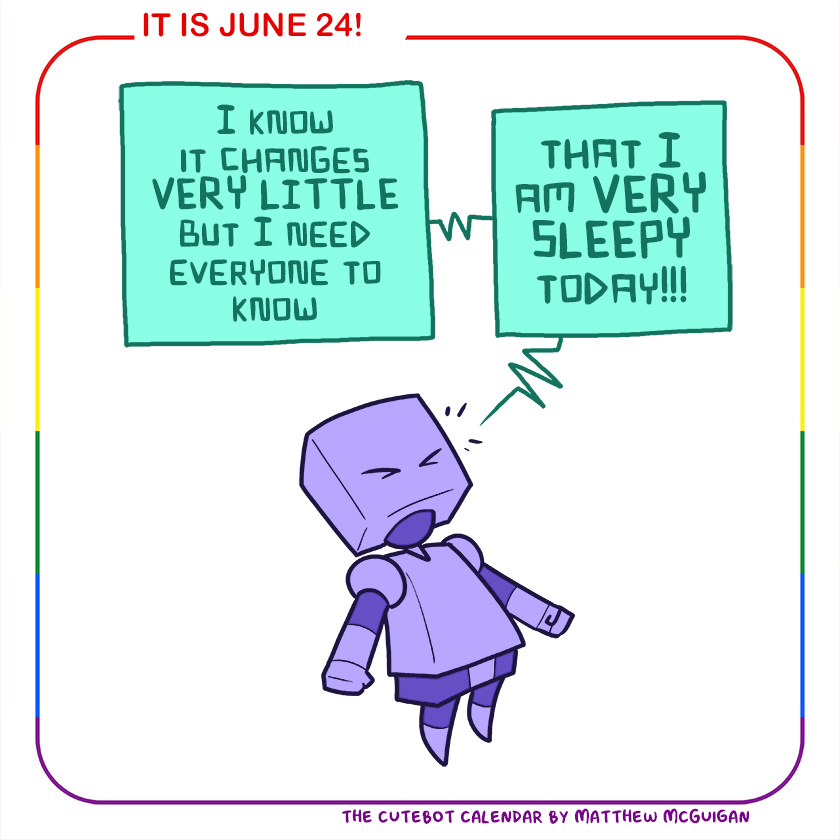 IT IS JUNE 24!
I KNOW
IT CHANGES
VERY LITTLE
BUT I NEED
EVERYONE TO
KNOW
THAT I
AM VERY
SLEEPY
TODAY!!!
THE CUTEBOT CALENDAR BY MATTHEW MCGUIGAN